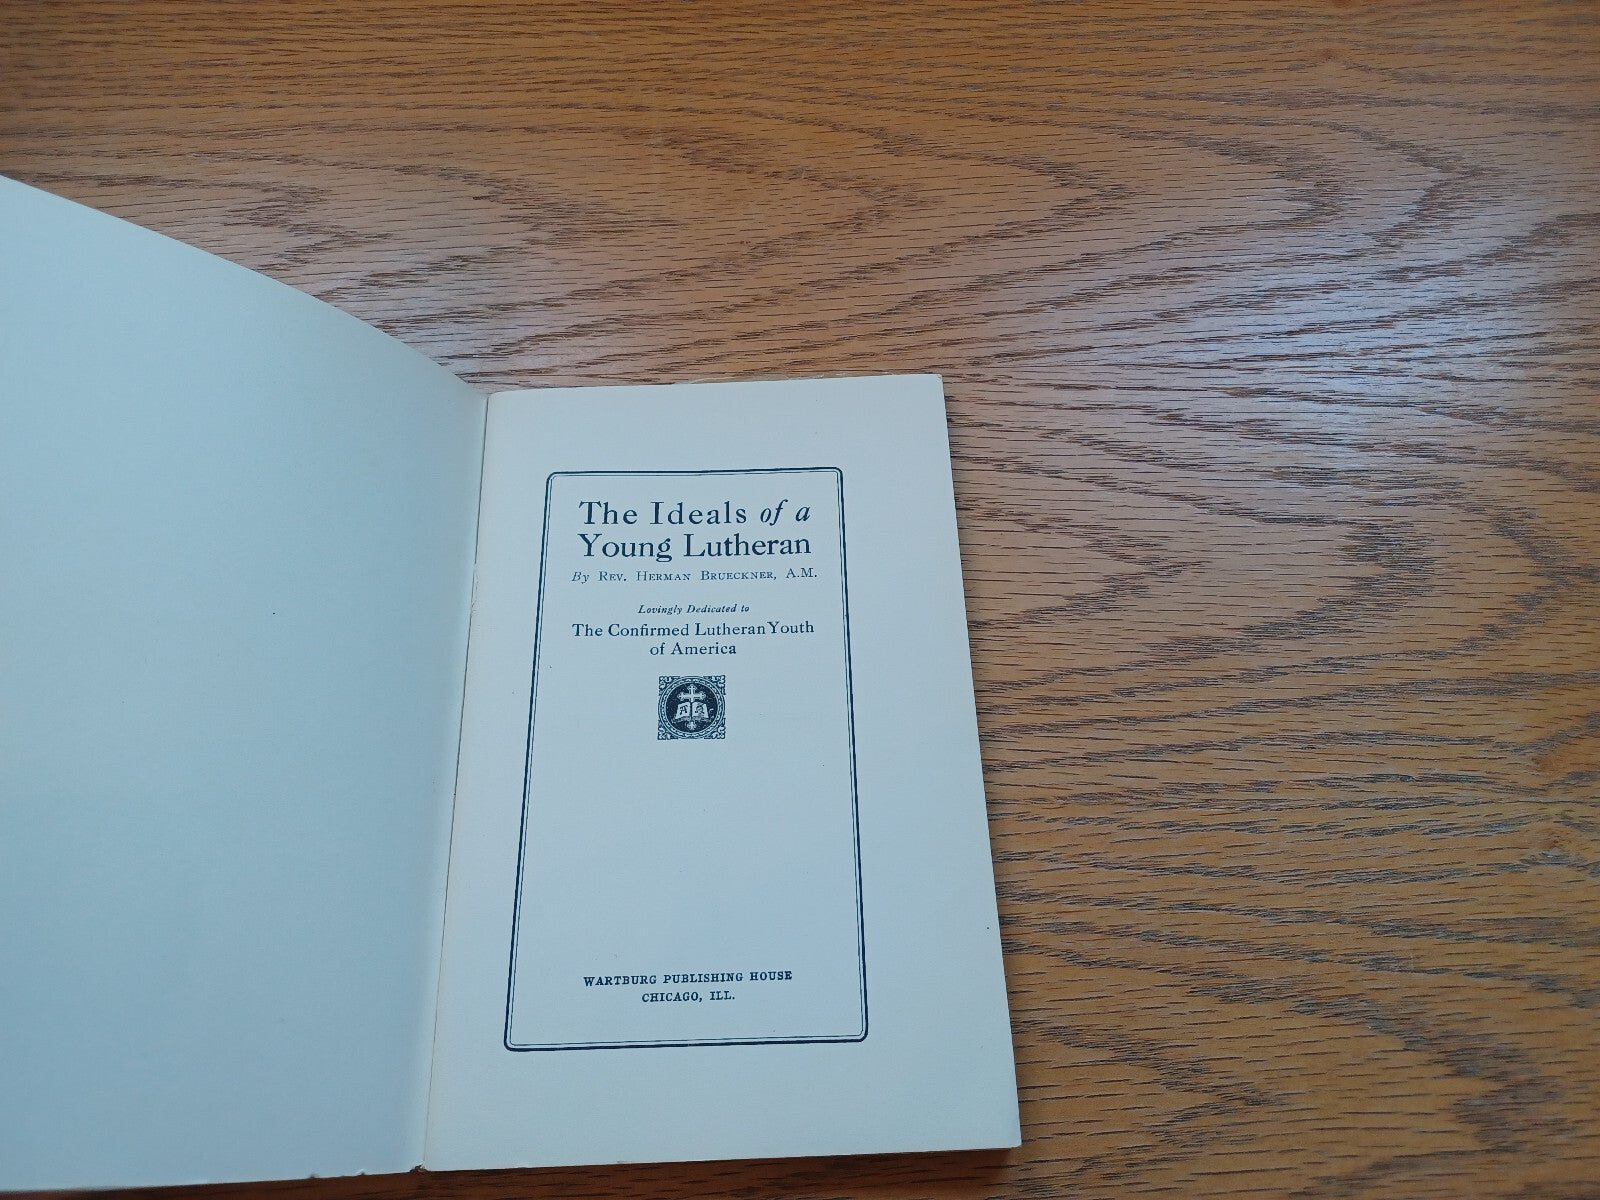 The Ideals of a
Young Lutheran
By REV. HERMAN BRUECKNER, A.M.
Lovingly Dedicated to
The Confirmed Lutheran Youth
of America
WARTBURG PUBLISHING HOUSE
CHICAGO, ILL.